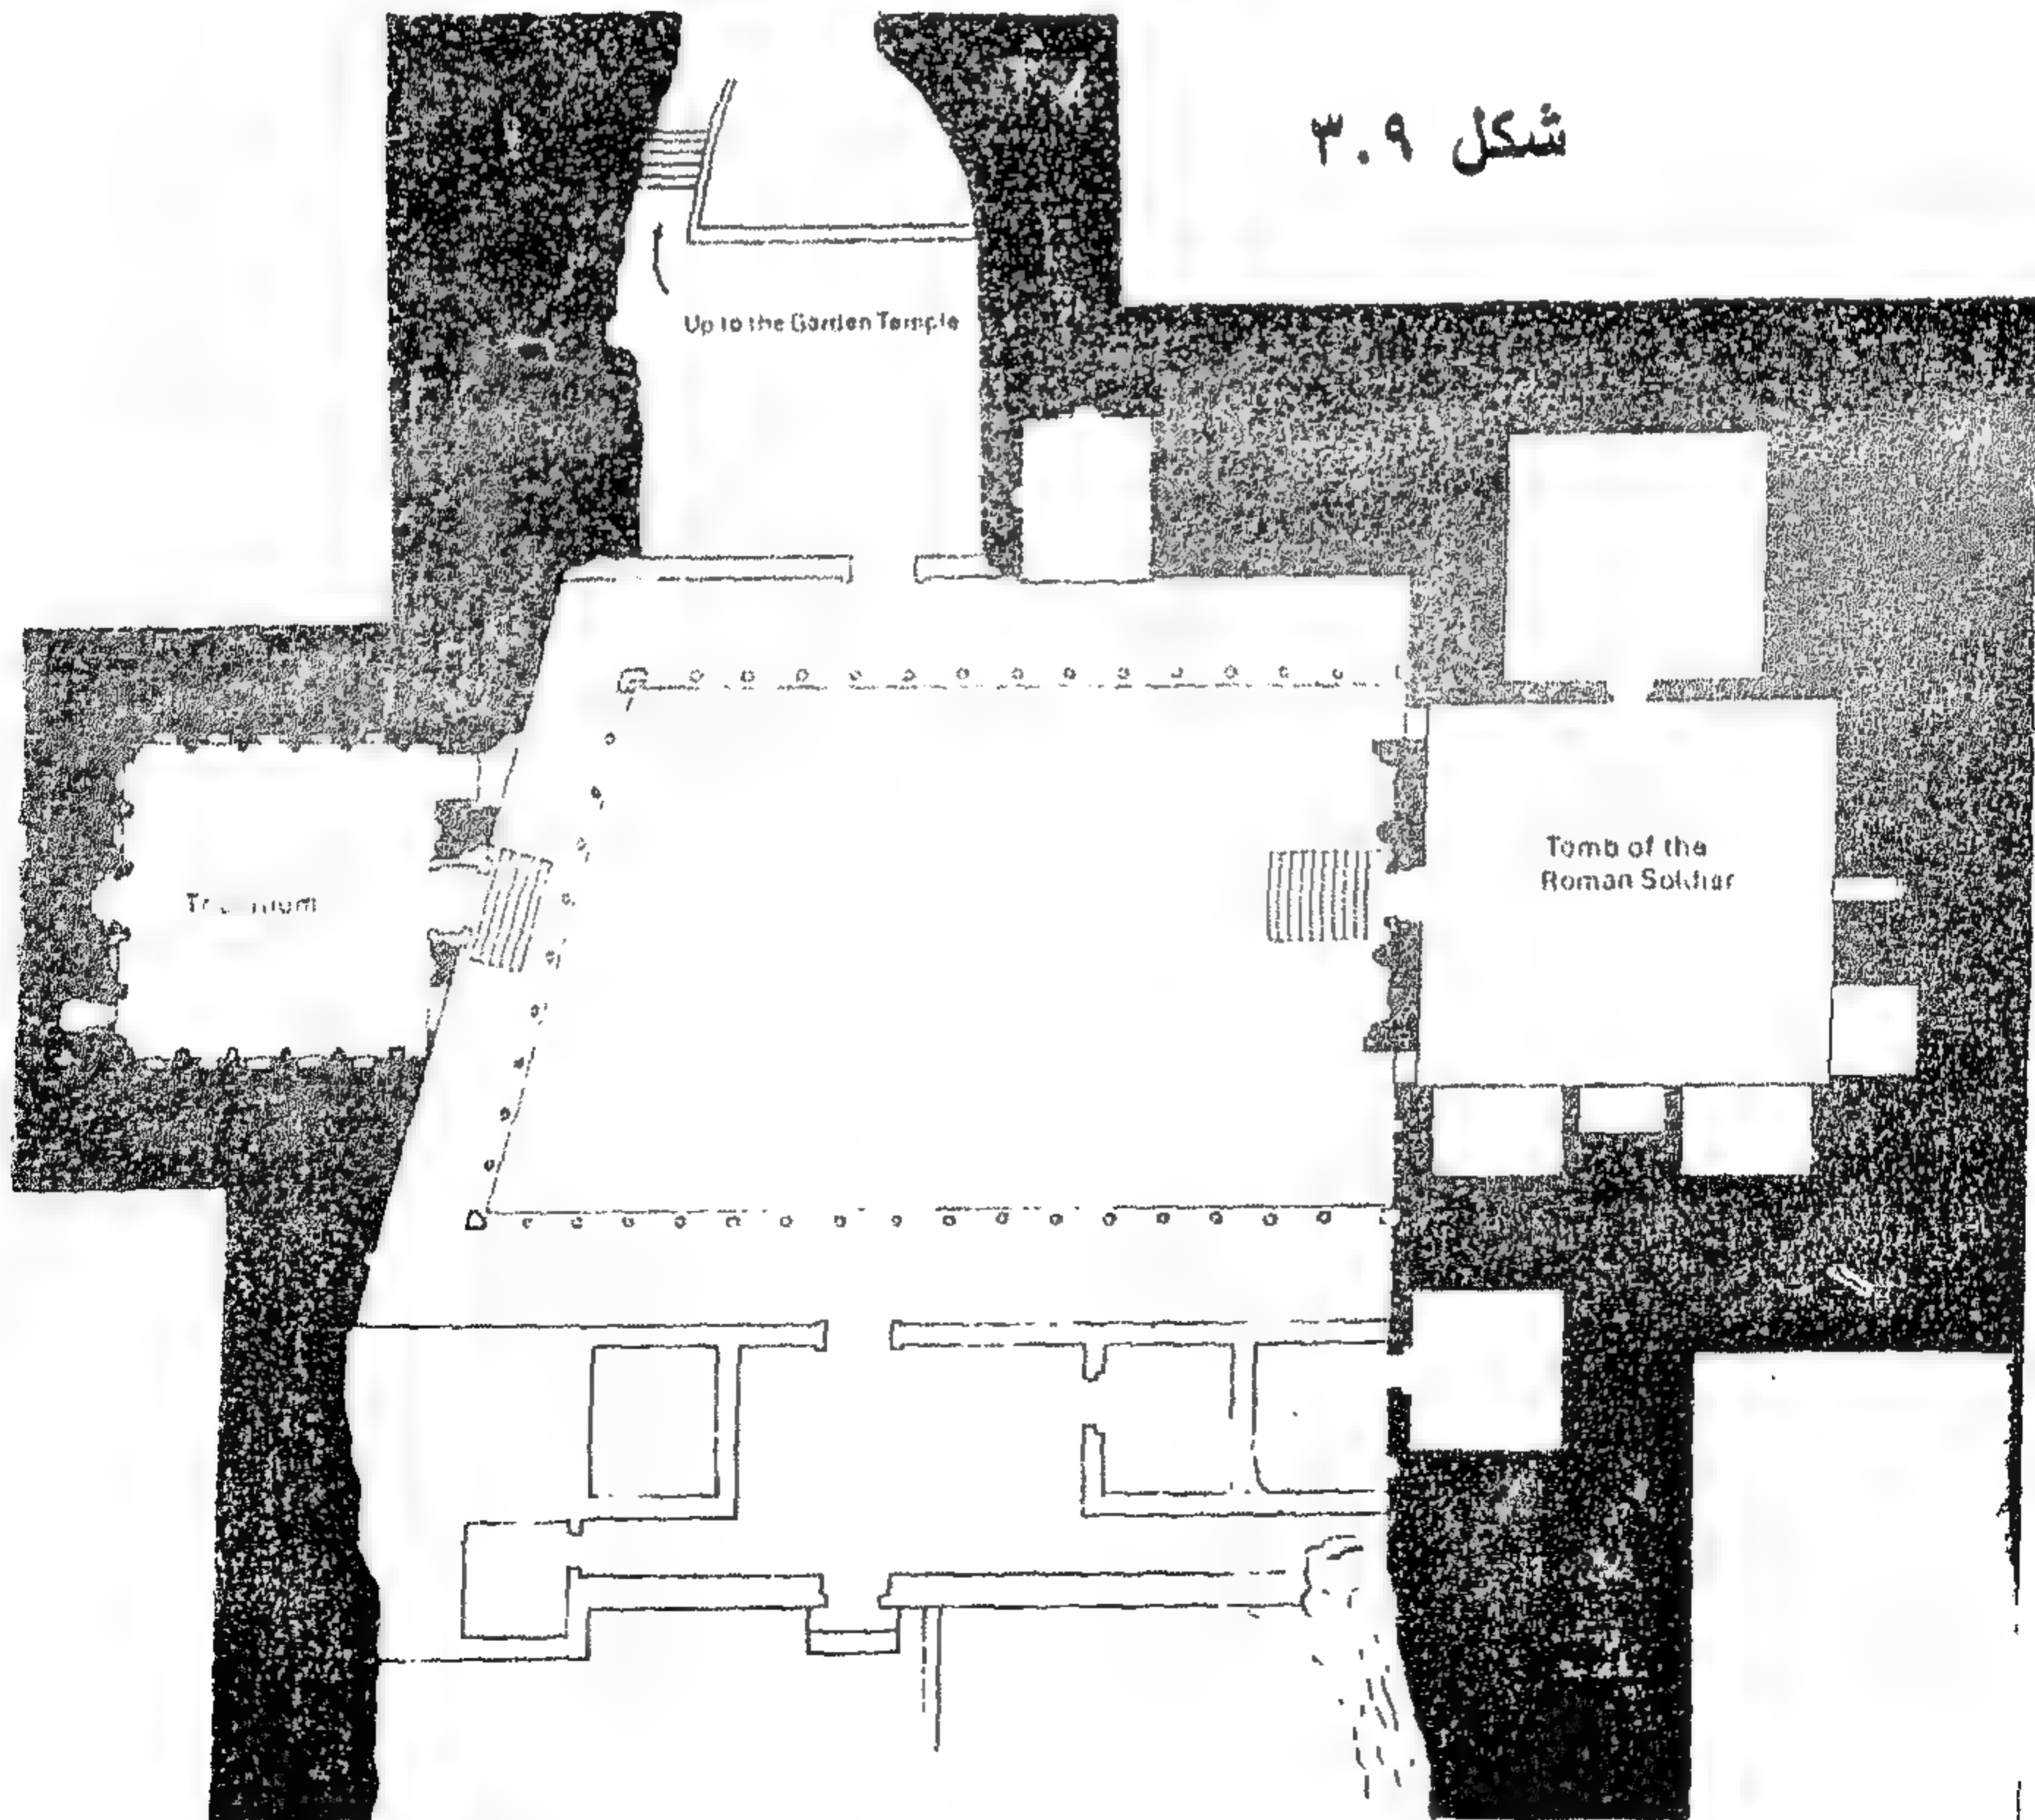 شكل ٣.٩
Up to the Garden Temple
Tomb of the
Roman Soldier